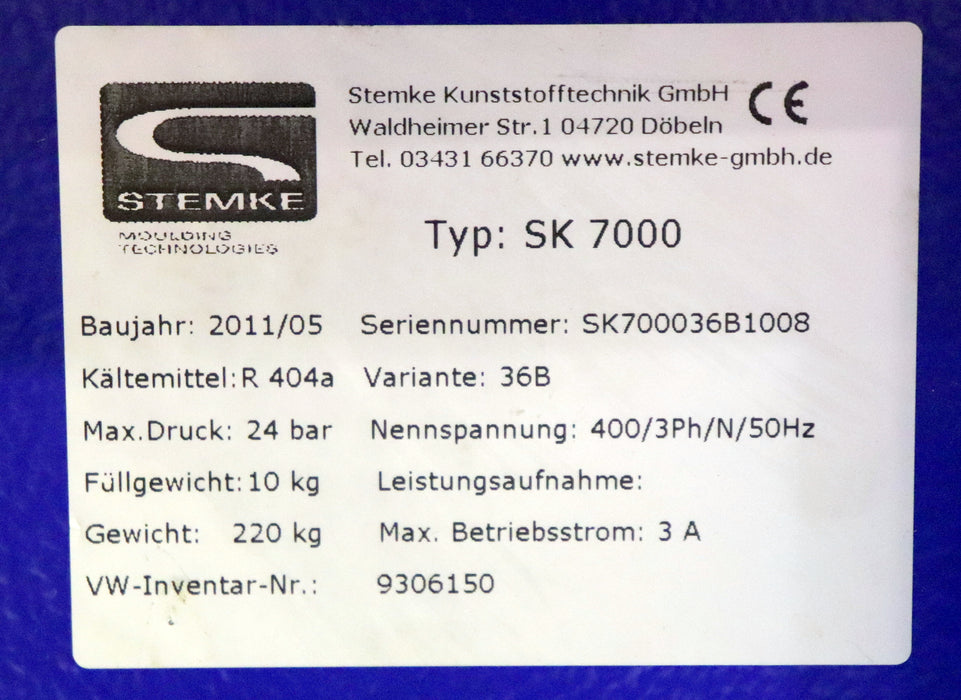 Stemke Kunststofftechnik GmbH CE
Waldheimer Str.1 04720 Döbeln
Tel. 03431 66370 www.stemke-gmbh.de
STEMKE
MOULDING
TECHNOLOGIES
Typ: SK 7000
Baujahr: 2011/05 Seriennummer: SK700036B1008
Kältemittel: R 404a Variante: 36B
Max.Druck: 24 bar Nennspannung: 400/3Ph/N/50Hz
Füllgewicht: 10 kg Leistungsaufnahme:
Gewicht: 220 kg Max. Betriebsstrom: 3 A
VW-Inventar-Nr.: 9306150